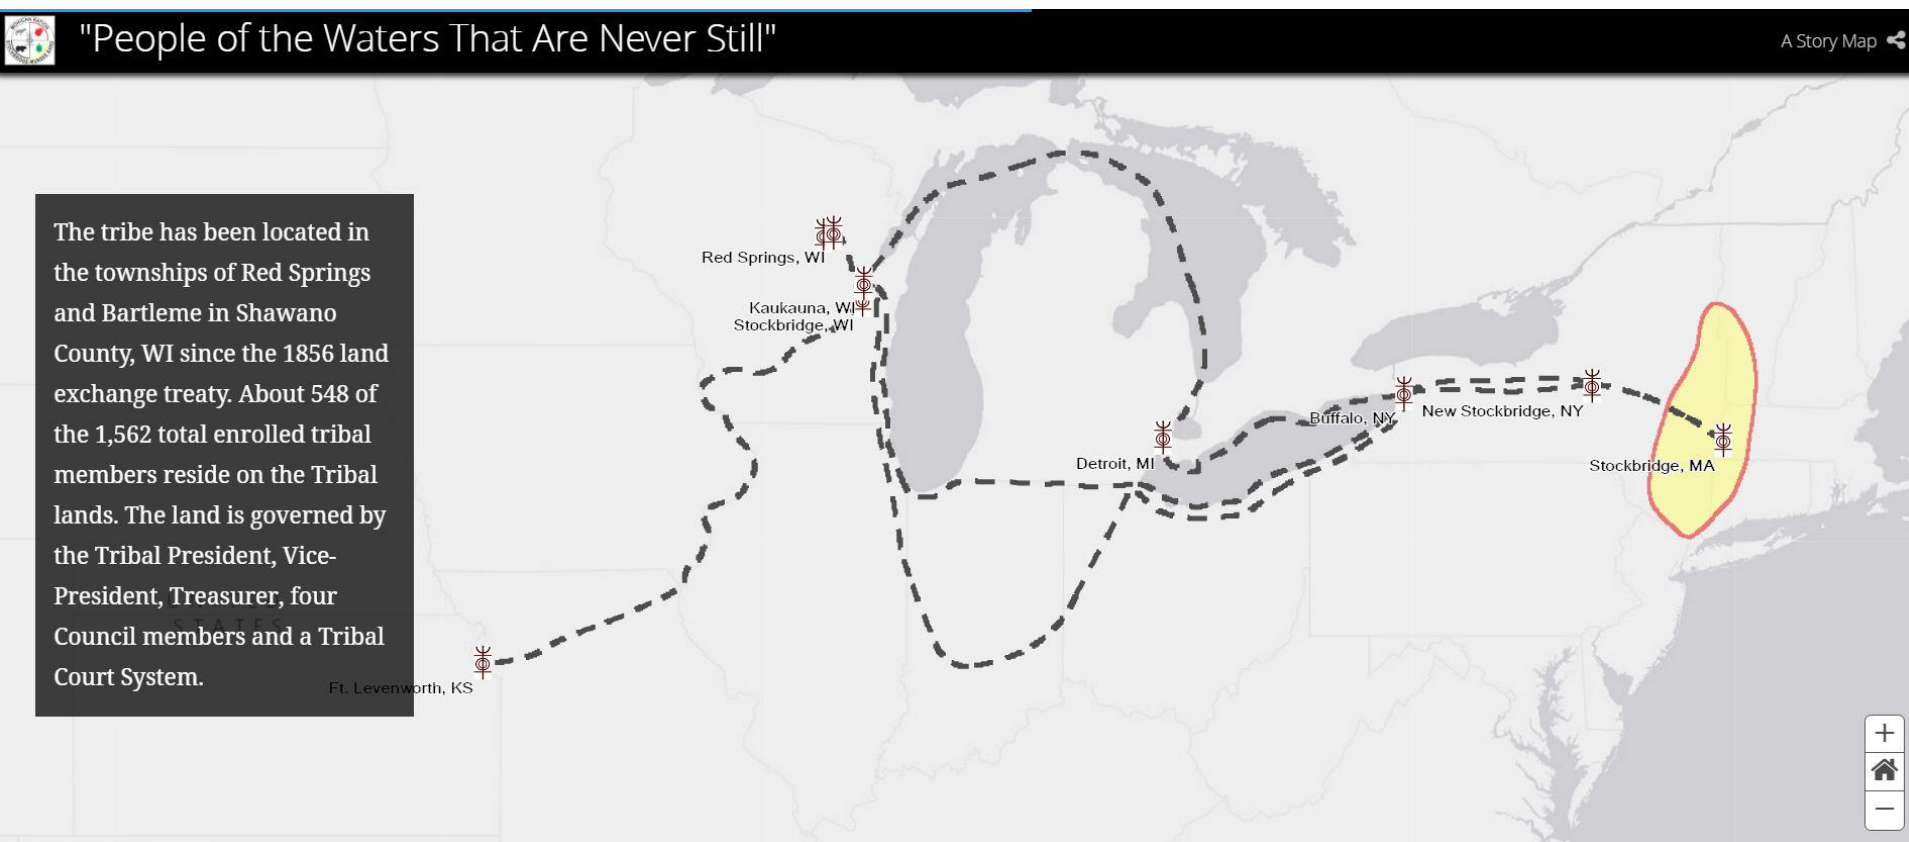 "People of the Waters That Are Never Still"
A Story Map
The tribe has been located in
the townships of Red Springs
and Bartleme in Shawano
County, WI since the 1856 land
exchange treaty. About 548 of
the 1,562 total enrolled tribal
members reside on the Tribal
lands. The land is governed by
the Tribal President, Vice-
President, Treasurer, four
Council members and a Tribal
Court System.
STATES
Red Springs, WI
Kaukauna, WI
Stockbridge, WI
Detroit, MI
Buffalo, NY
New Stockbridge, NY
Stockbridge, MA
Ft. Levenworth, KS